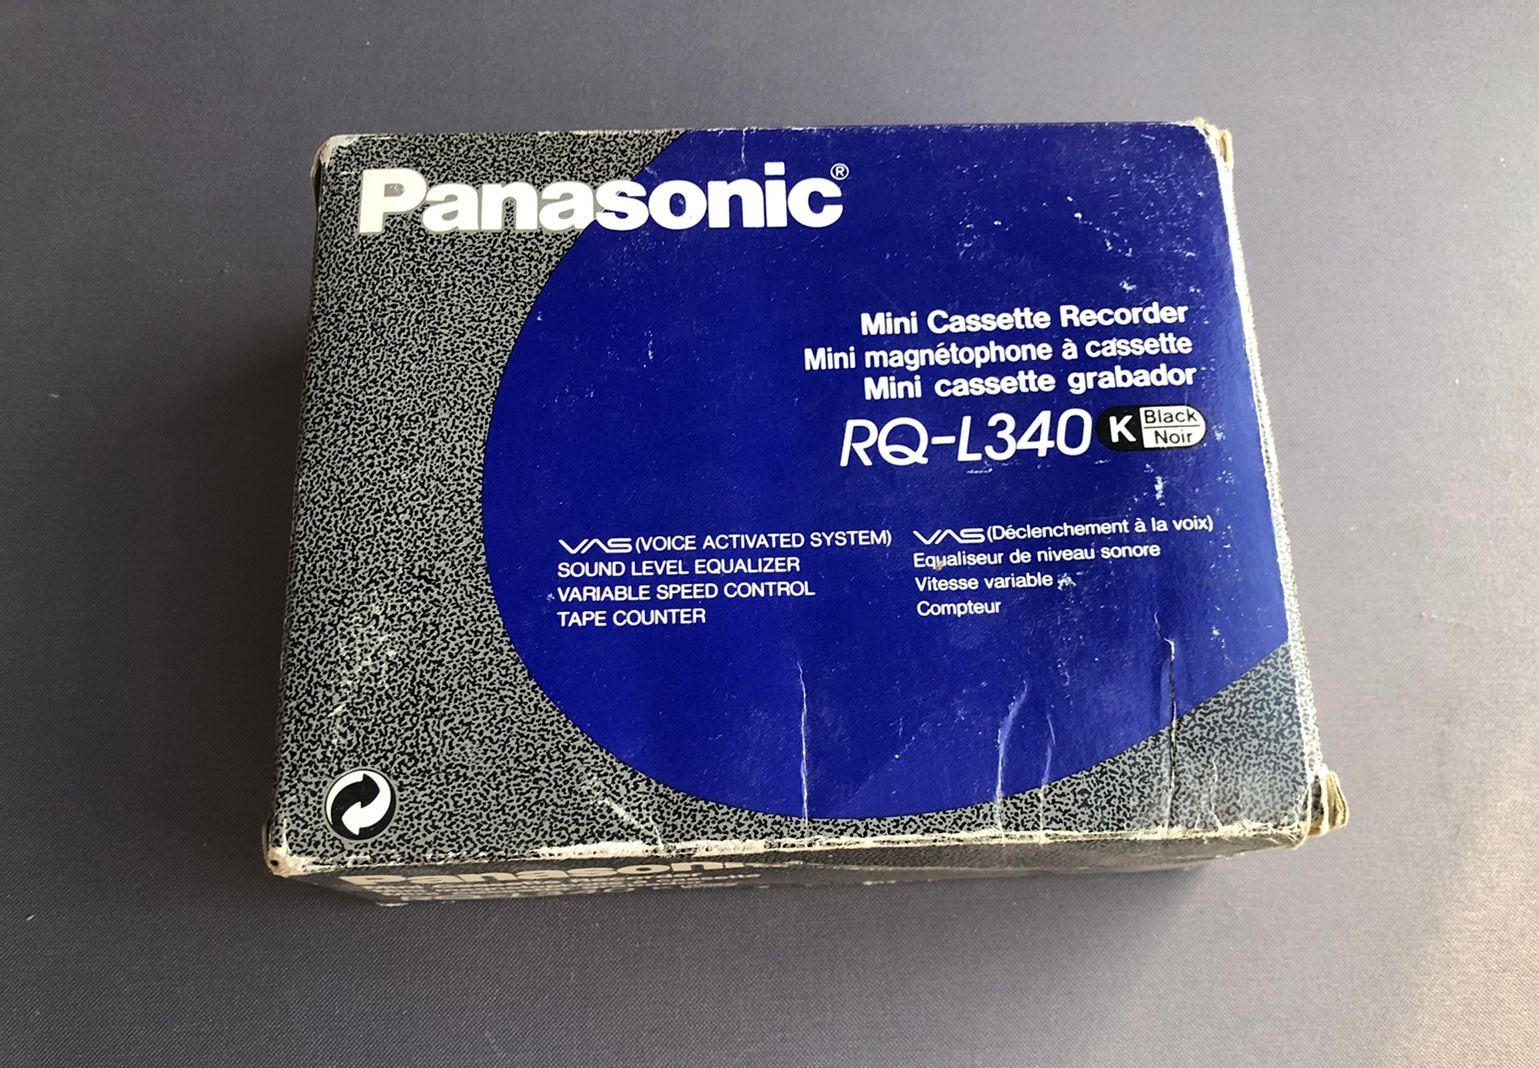 Panasonic®
Mini Cassette Recorder
Mini magnétophone à cassette
Mini cassette grabador
RQ-L340 K Black
Noir
VAS (VOICE ACTIVATED SYSTEM)
SOUND LEVEL EQUALIZER
VARIABLE SPEED CONTROL
TAPE COUNTER
VAS (Déclenchement à la voix)
Equaliseur de niveau sonore
Vitesse variable
Compteur
Panasonic